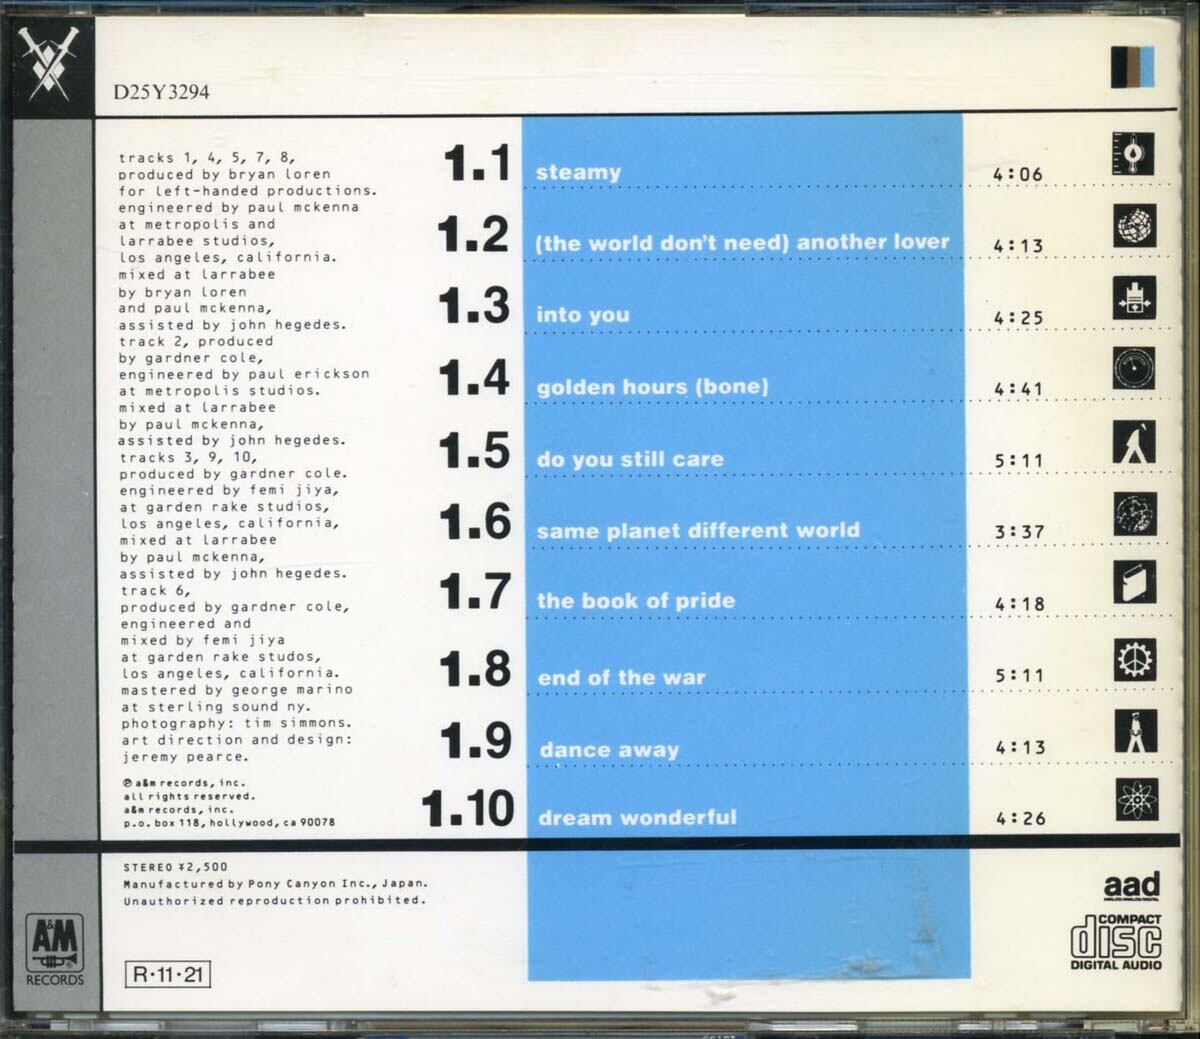 D25Y3294
tracks 1, 4, 5, 7, 8,
produced by bryan loren
for left-handed productions.
engineered by paul mckenna
at metropolis and
larrabee studios,
los angeles, california.
mixed at larrabee
by bryan loren
and paul mckenna,
assisted by john hegedes.
track 2, produced
by gardner cole,
engineered by paul erickson
at metropolis studios.
mixed at larrabee
by paul mckenna,
assisted by john hegedes.
tracks 3, 9, 10,
produced by gardner cole.
engineered by femi jiya,
at garden rake studios,
los angeles, california,
mixed at larrabee
by paul mckenna,
assisted by john hegedes.
track 6,
produced by gardner cole,
engineered and
mixed by femi jiya
at garden rake studos,
los angeles, california.
mastered by george marino
at sterling sound ny.
photography: tim simmons.
art direction and design:
jeremy pearce.
℗ a&m records, inc.
all rights reserved.
a&m records, inc.
p.o. box 118, hollywood, ca 90078
1.1 steamy 4:06
1.2 (the world don't need) another lover 4:13
1.3 into you 4:25
1.4 golden hours (bone) 4:41
1.5 do you still care 5:11
1.6 same planet different world 3:37
1.7 the book of pride 4:18
1.8 end of the war 5:11
1.9 dance away 4:13
1.10 dream wonderful 4:26
STEREO ¥2,500
Manufactured by Pony Canyon Inc., Japan.
Unauthorized reproduction prohibited.
R·11·21
A&M
RECORDS
aad
ANALOG/ANALOG/DIGITAL
COMPACT
disc
DIGITAL AUDIO